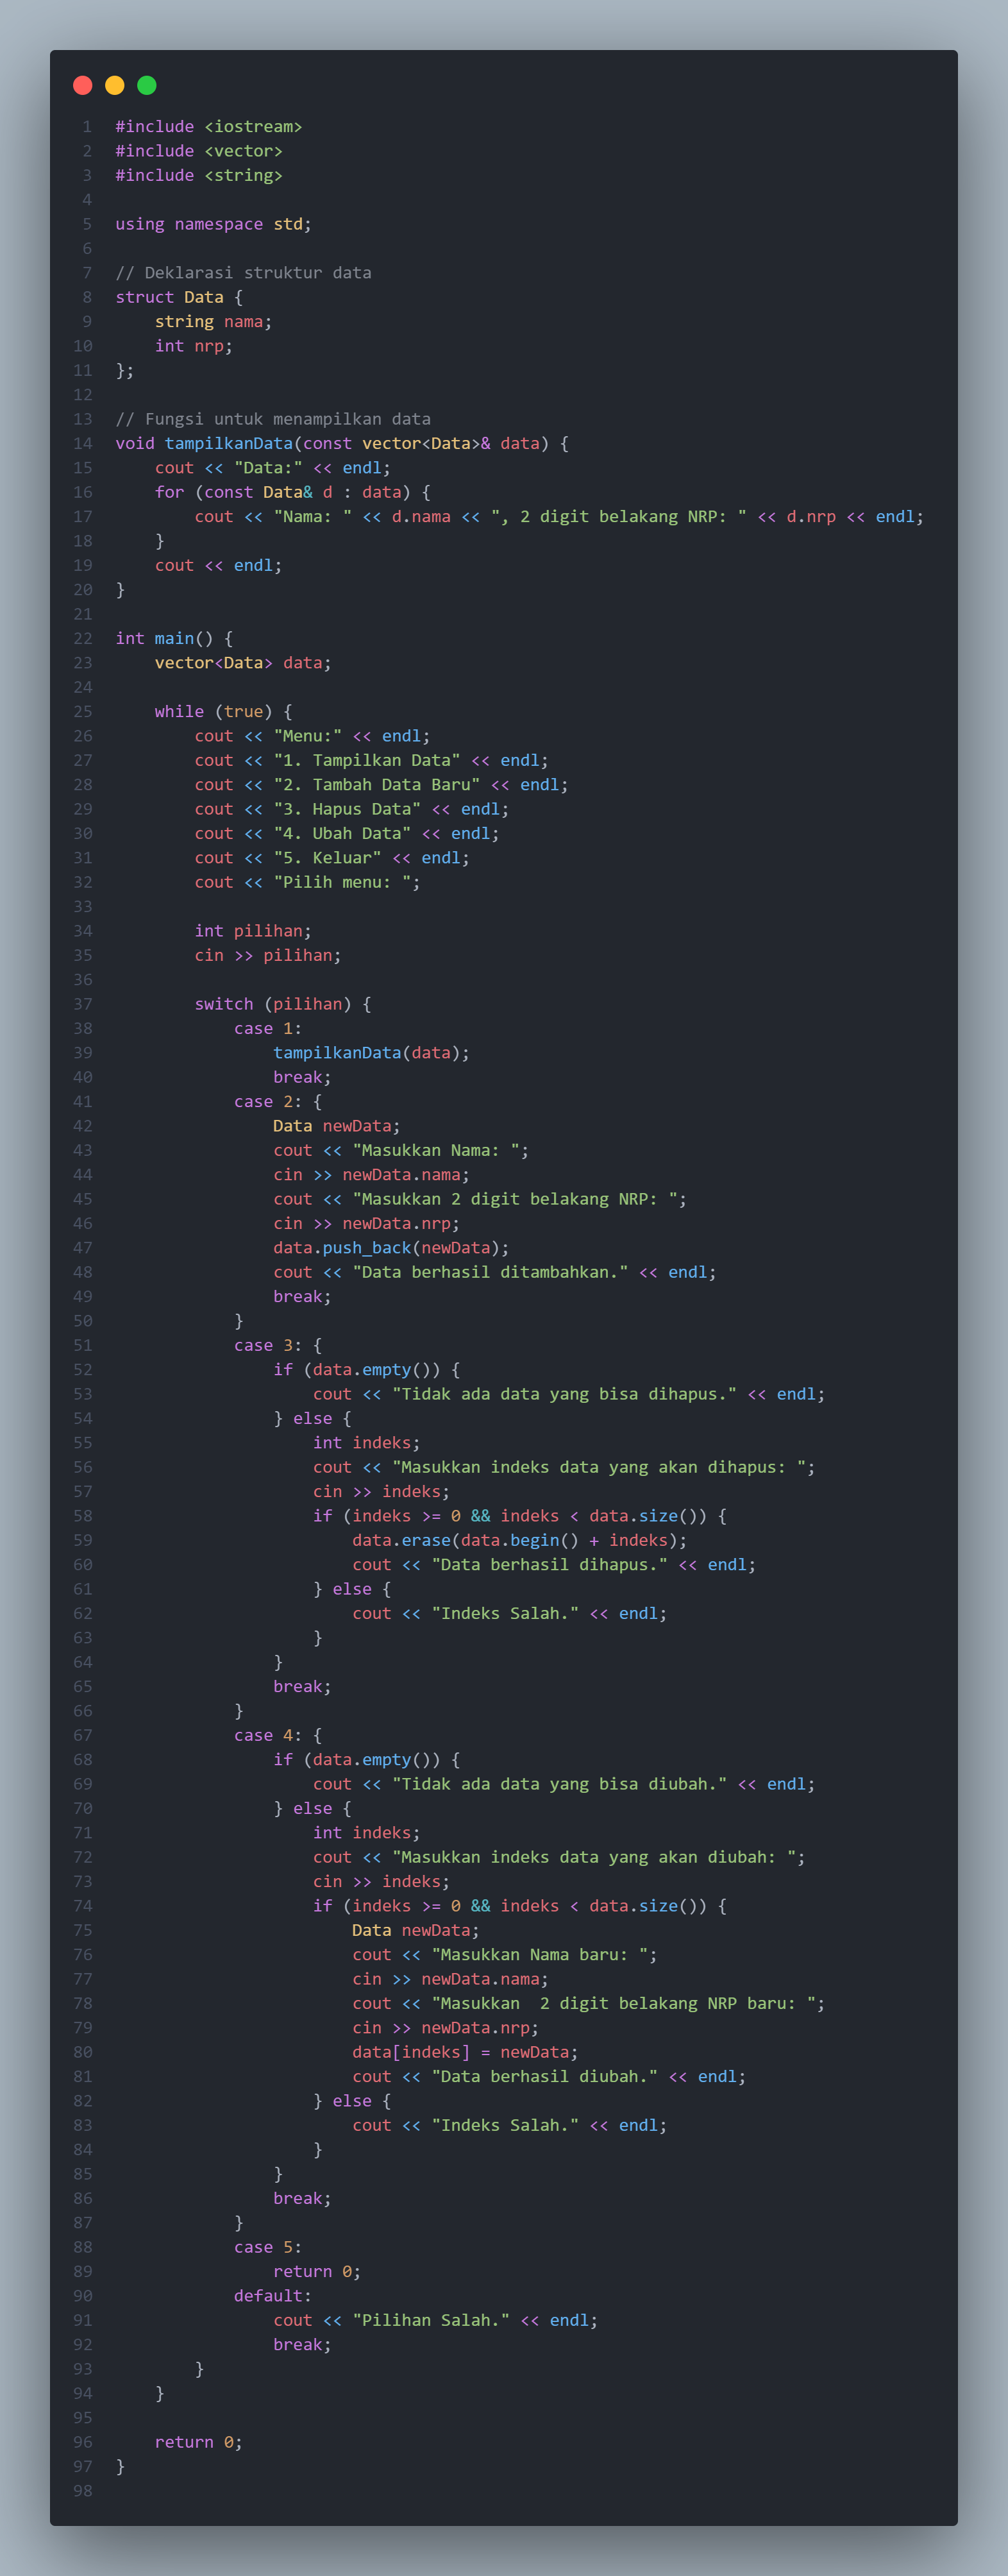 1 #include <iostream>
2 #include <vector>
3 #include <string>
4
5 using namespace std;
6
7 // Deklarasi struktur data
8 struct Data {
9     string nama;
10     int nrp;
11 };
12
13 // Fungsi untuk menampilkan data
14 void tampilkanData(const vector<Data>& data) {
15     cout << "Data:" << endl;
16     for (const Data& d : data) {
17         cout << "Nama: " << d.nama << ", 2 digit belakang NRP: " << d.nrp << endl;
18     }
19     cout << endl;
20 }
21
22 int main() {
23     vector<Data> data;
24
25     while (true) {
26         cout << "Menu:" << endl;
27         cout << "1. Tampilkan Data" << endl;
28         cout << "2. Tambah Data Baru" << endl;
29         cout << "3. Hapus Data" << endl;
30         cout << "4. Ubah Data" << endl;
31         cout << "5. Keluar" << endl;
32         cout << "Pilih menu: ";
33
34         int pilihan;
35         cin >> pilihan;
36
37         switch (pilihan) {
38             case 1:
39                 tampilkanData(data);
40                 break;
41             case 2: {
42                 Data newData;
43                 cout << "Masukkan Nama: ";
44                 cin >> newData.nama;
45                 cout << "Masukkan 2 digit belakang NRP: ";
46                 cin >> newData.nrp;
47                 data.push_back(newData);
48                 cout << "Data berhasil ditambahkan." << endl;
49                 break;
50             }
51             case 3: {
52                 if (data.empty()) {
53                     cout << "Tidak ada data yang bisa dihapus." << endl;
54                 } else {
55                     int indeks;
56                     cout << "Masukkan indeks data yang akan dihapus: ";
57                     cin >> indeks;
58                     if (indeks >= 0 && indeks < data.size()) {
59                         data.erase(data.begin() + indeks);
60                         cout << "Data berhasil dihapus." << endl;
61                     } else {
62                         cout << "Indeks Salah." << endl;
63                     }
64                 }
65                 break;
66             }
67             case 4: {
68                 if (data.empty()) {
69                     cout << "Tidak ada data yang bisa diubah." << endl;
70                 } else {
71                     int indeks;
72                     cout << "Masukkan indeks data yang akan diubah: ";
73                     cin >> indeks;
74                     if (indeks >= 0 && indeks < data.size()) {
75                         Data newData;
76                         cout << "Masukkan Nama baru: ";
77                         cin >> newData.nama;
78                         cout << "Masukkan  2 digit belakang NRP baru: ";
79                         cin >> newData.nrp;
80                         data[indeks] = newData;
81                         cout << "Data berhasil diubah." << endl;
82                     } else {
83                         cout << "Indeks Salah." << endl;
84                     }
85                 }
86                 break;
87             }
88             case 5:
89                 return 0;
90             default:
91                 cout << "Pilihan Salah." << endl;
92                 break;
93         }
94     }
95
96     return 0;
97 }
98